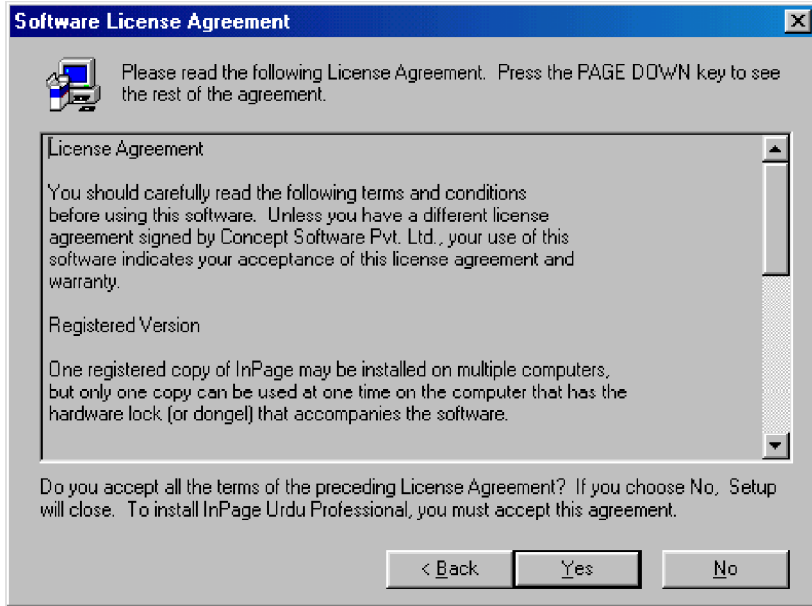 Software License Agreement
Please read the following License Agreement. Press the PAGE DOWN key to see
the rest of the agreement.
License Agreement
You should carefully read the following terms and conditions
before using this software. Unless you have a different license
agreement signed by Concept Software Pvt. Ltd., your use of this
software indicates your acceptance of this license agreement and
warranty.
Registered Version
One registered copy of InPage may be installed on multiple computers,
but only one copy can be used at one time on the computer that has the
hardware lock (or dongel) that accompanies the software.
Do you accept all the terms of the preceding License Agreement? If you choose No, Setup
will close. To install InPage Urdu Professional, you must accept this agreement.
< Back Yes No